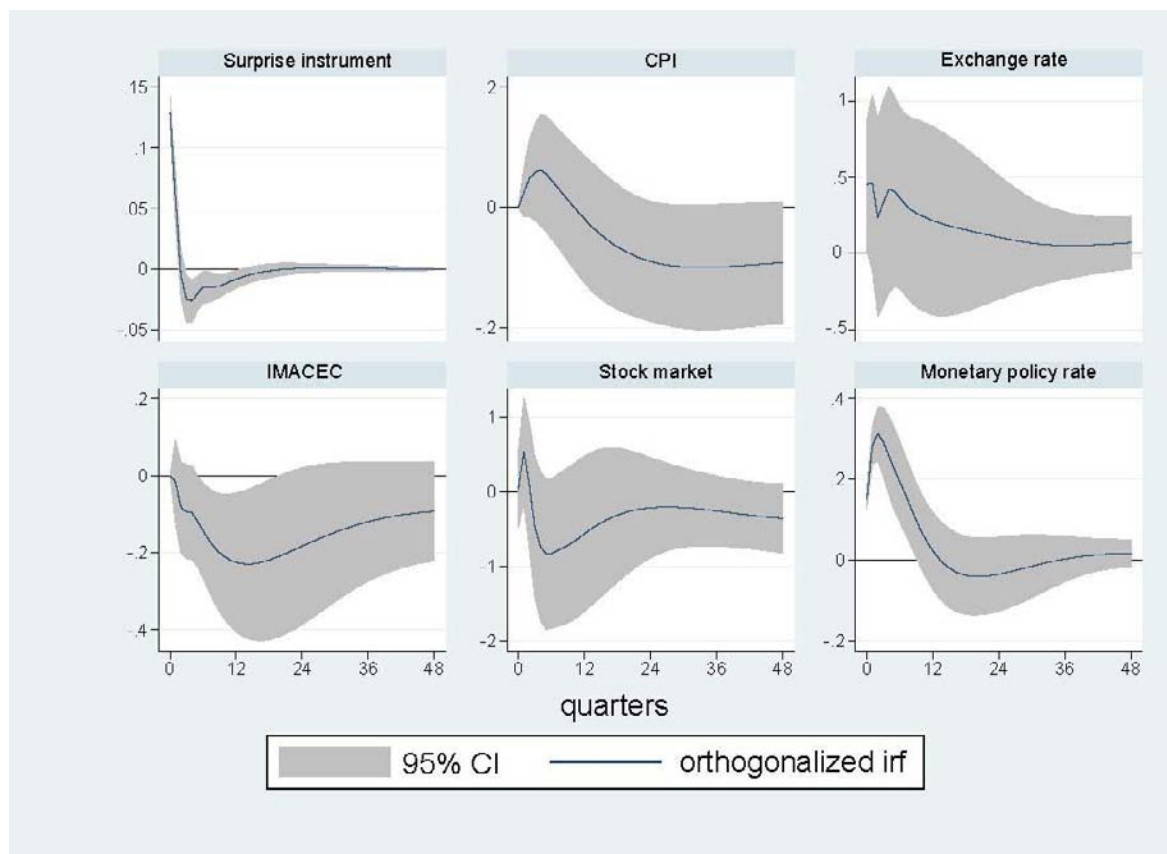 Surprise instrument
15
.1
05
0
-.05
CPI
2
0
-.2
Exchange rate
1
.5
0
-.5
IMACEC
.2
0
-.2
-.4
0 12 24 36 48
Stock market
1
0
-1
-2
0 12 24 36 48
Monetary policy rate
.4
.2
0
-.2
0 12 24 36 48
quarters
95% CI orthogonalized irf